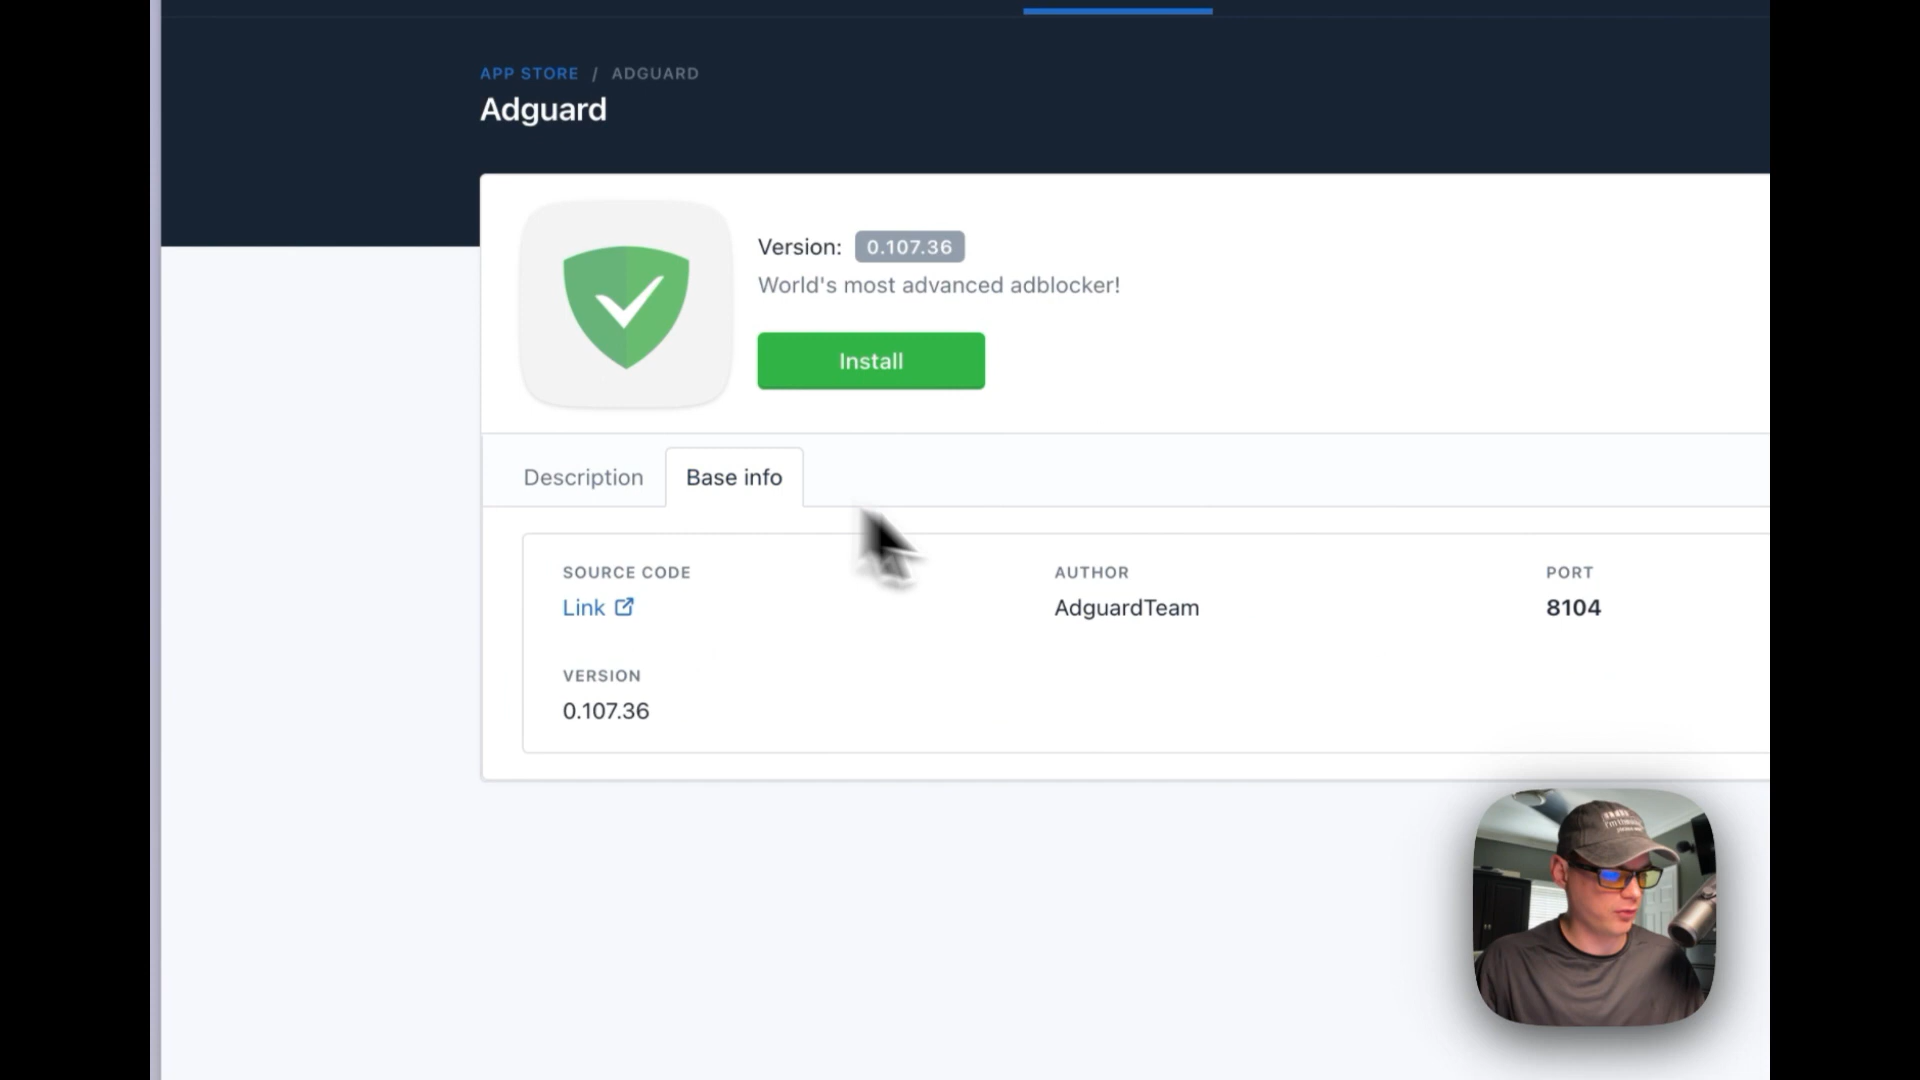 APP STORE / ADGUARD
Adguard
Version: 0.107.36
World's most advanced adblocker!
Install
Description
Base info
SOURCE CODE
Link
AUTHOR
AdguardTeam
PORT
8104
VERSION
0.107.36